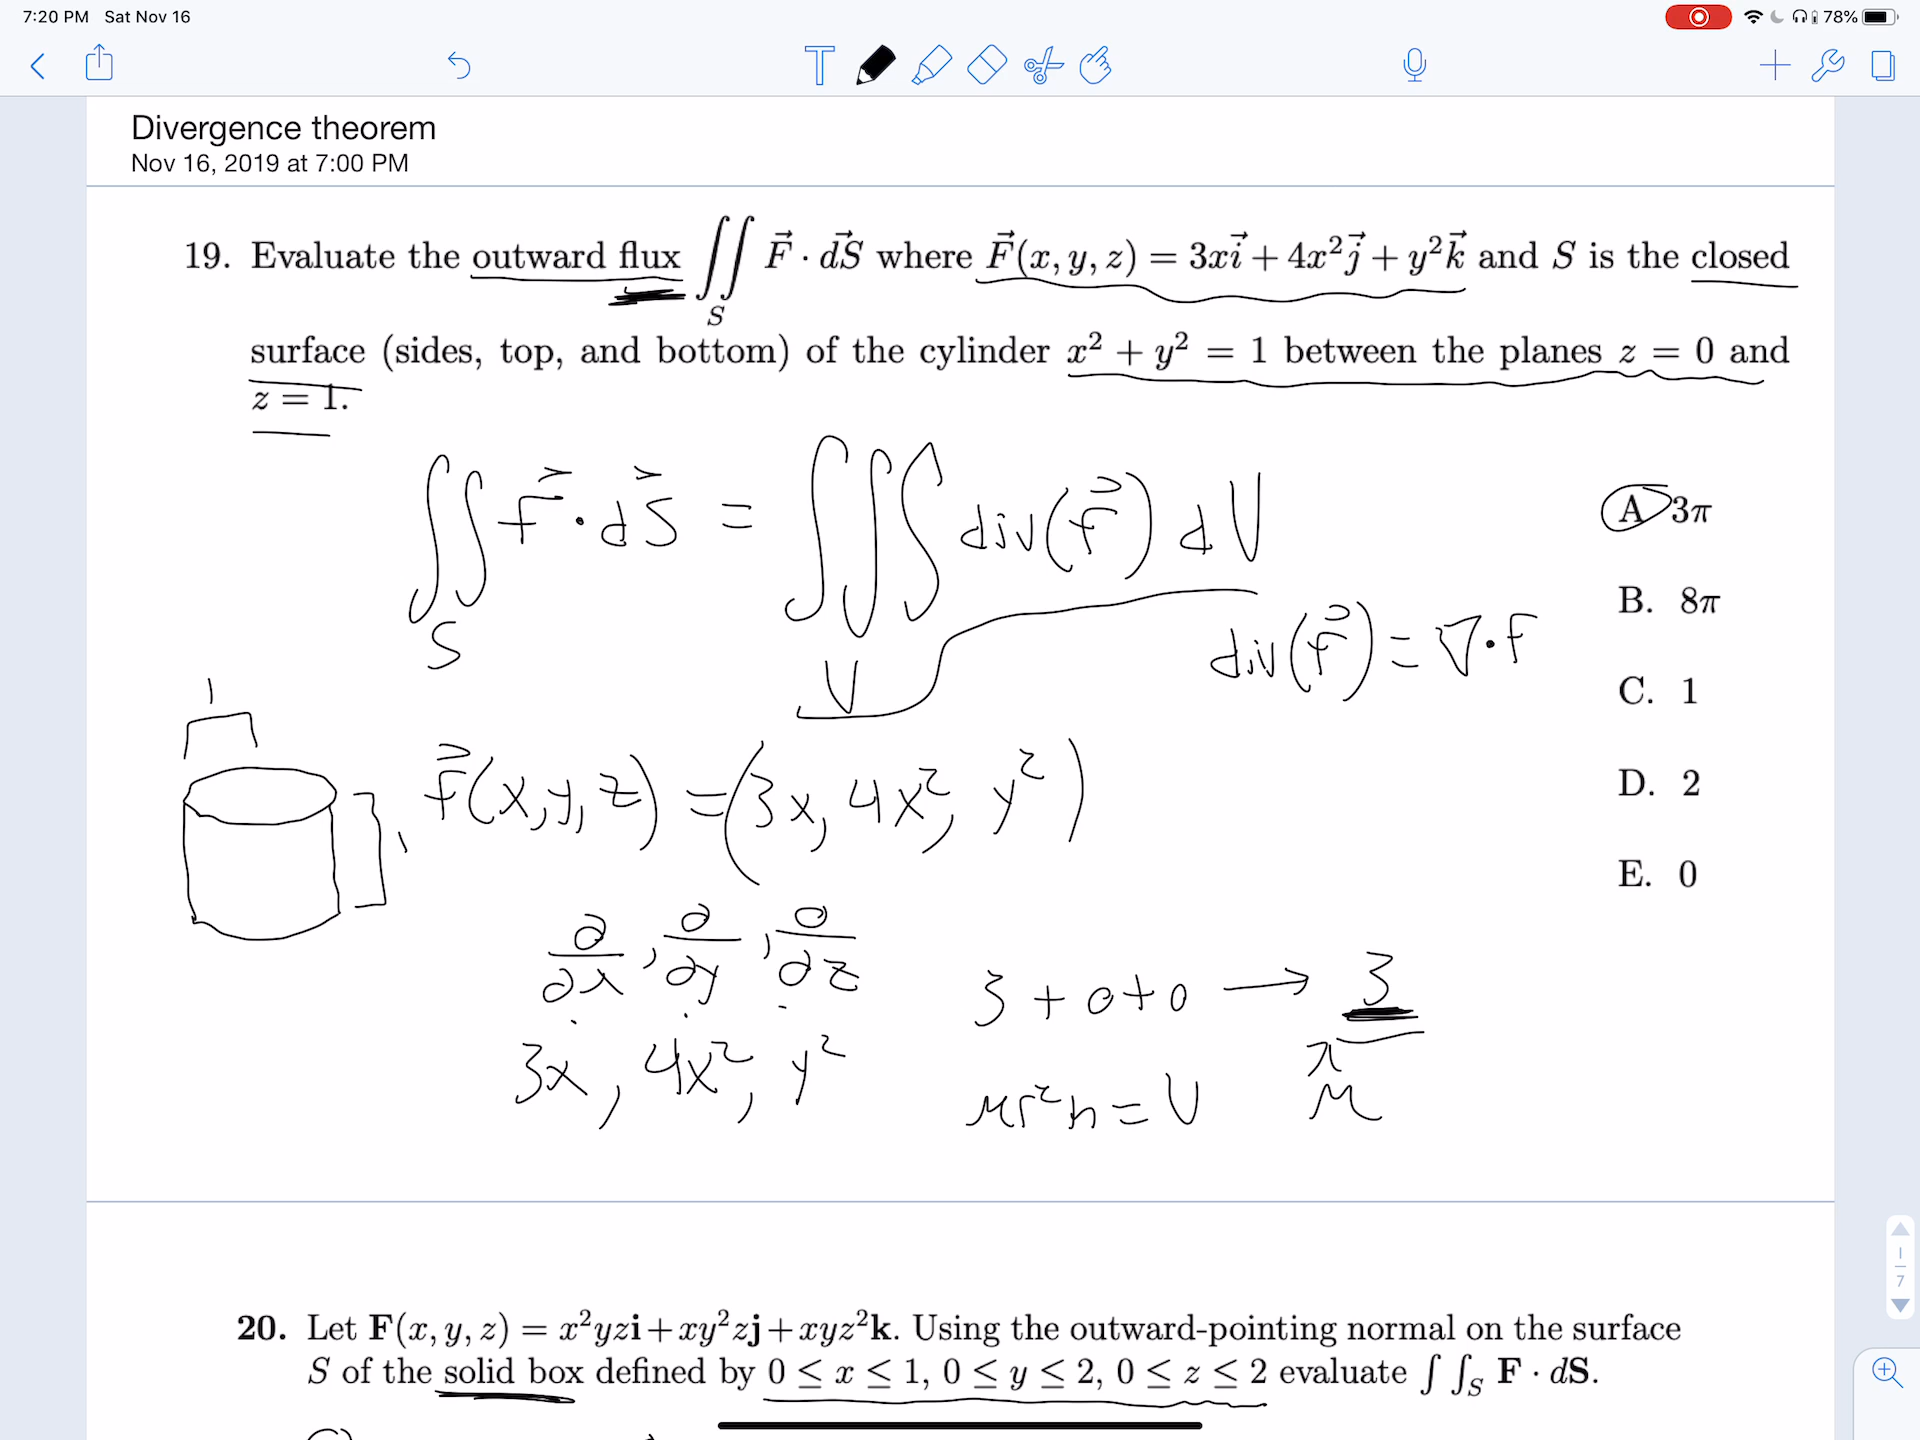 7:20 PM Sat Nov 16
78%
Divergence theorem
Nov 16, 2019 at 7:00 PM
19. Evaluate the outward flux ∬_S F⃗ · dS⃗ where F⃗(x, y, z) = 3xi⃗ + 4x²j⃗ + y²k⃗ and S is the closed
surface (sides, top, and bottom) of the cylinder x² + y² = 1 between the planes z = 0 and
z = 1.
∬_S F⃗ · dS⃗ = ∭_V div(F⃗) dV
A 3π
B. 8π
div(F⃗) = ∇·F
C. 1
1
F⃗(x,y,z) = (3x, 4x², y²)
D. 2
1
E. 0
∂/∂x, ∂/∂y, ∂/∂z
3 + 0 + 0 → 3
3x, 4x², y²
π
πr²h = V
π
20. Let F(x, y, z) = x²yzi + xy²zj + xyz²k. Using the outward-pointing normal on the surface
S of the solid box defined by 0 ≤ x ≤ 1, 0 ≤ y ≤ 2, 0 ≤ z ≤ 2 evaluate ∫∫_S F · dS.
1
7